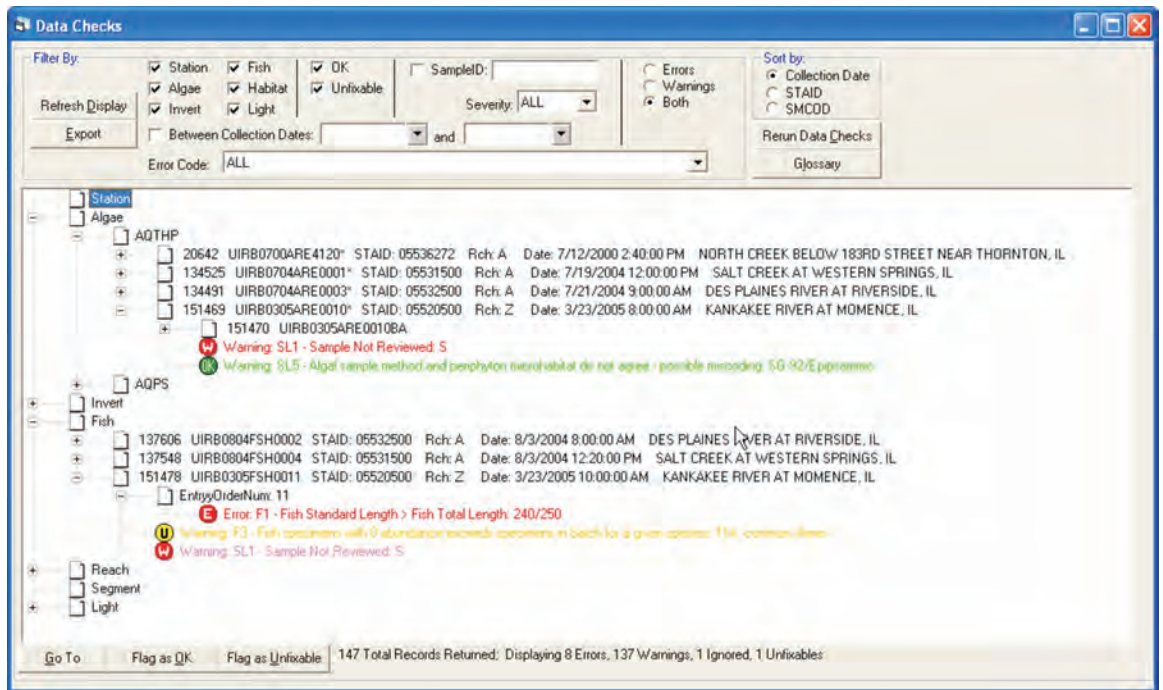 Data Checks
Filter By:
Station Fish OK SampleID: Errors Sort by:
Algae Habitat Unfixable Severity: ALL Warnings Collection Date
Refresh Display Invert Light Both STAID
SMCOD
Export Between Collection Dates: and Rerun Data Checks
Error Code: ALL Glossary
Station
Algae
AQTHP
20642 UIRB0700ARE4120* STAID: 05536272 Rch: A Date: 7/12/2000 2:40:00 PM NORTH CREEK BELOW 183RD STREET NEAR THORNTON, IL
134525 UIRB0704ARE0001* STAID: 05531500 Rch: A Date: 7/19/2004 12:00:00 PM SALT CREEK AT WESTERN SPRINGS, IL
134491 UIRB0704ARE0003* STAID: 05532500 Rch: A Date: 7/21/2004 9:00:00 AM DES PLAINES RIVER AT RIVERSIDE, IL
151469 UIRB0305ARE0010* STAID: 05520500 Rch: Z Date: 3/23/2005 8:00:00 AM KANKAKEE RIVER AT MOMENCE, IL
151470 UIRB0305ARE0010BA
W Warning: SL1 - Sample Not Reviewed: S
OK Warning: SL5 - Algal sample method and periphyton microhabitat do not agree - possible miscoding: SG-92/Epipsammic
AQPS
Invert
Fish
137606 UIRB0804FSH0002 STAID: 05532500 Rch: A Date: 8/3/2004 8:00:00 AM DES PLAINES RIVER AT RIVERSIDE, IL
137548 UIRB0804FSH0004 STAID: 05531500 Rch: A Date: 8/3/2004 12:20:00 PM SALT CREEK AT WESTERN SPRINGS, IL
151478 UIRB0305FSH0011 STAID: 05520500 Rch: Z Date: 3/23/2005 10:00:00 AM KANKAKEE RIVER AT MOMENCE, IL
EntryyOrderNum: 11
E Error: F1 - Fish Standard Length > Fish Total Length: 240/250
U Warning: F3 - Fish specimens with 0 abundance exceeds specimens in batch for a given species: common
W Warning: SL1 - Sample Not Reviewed: S
Reach
Segment
Light
Go To Flag as OK Flag as Unfixable 147 Total Records Returned; Displaying 8 Errors, 137 Warnings, 1 Ignored, 1 Unfixables